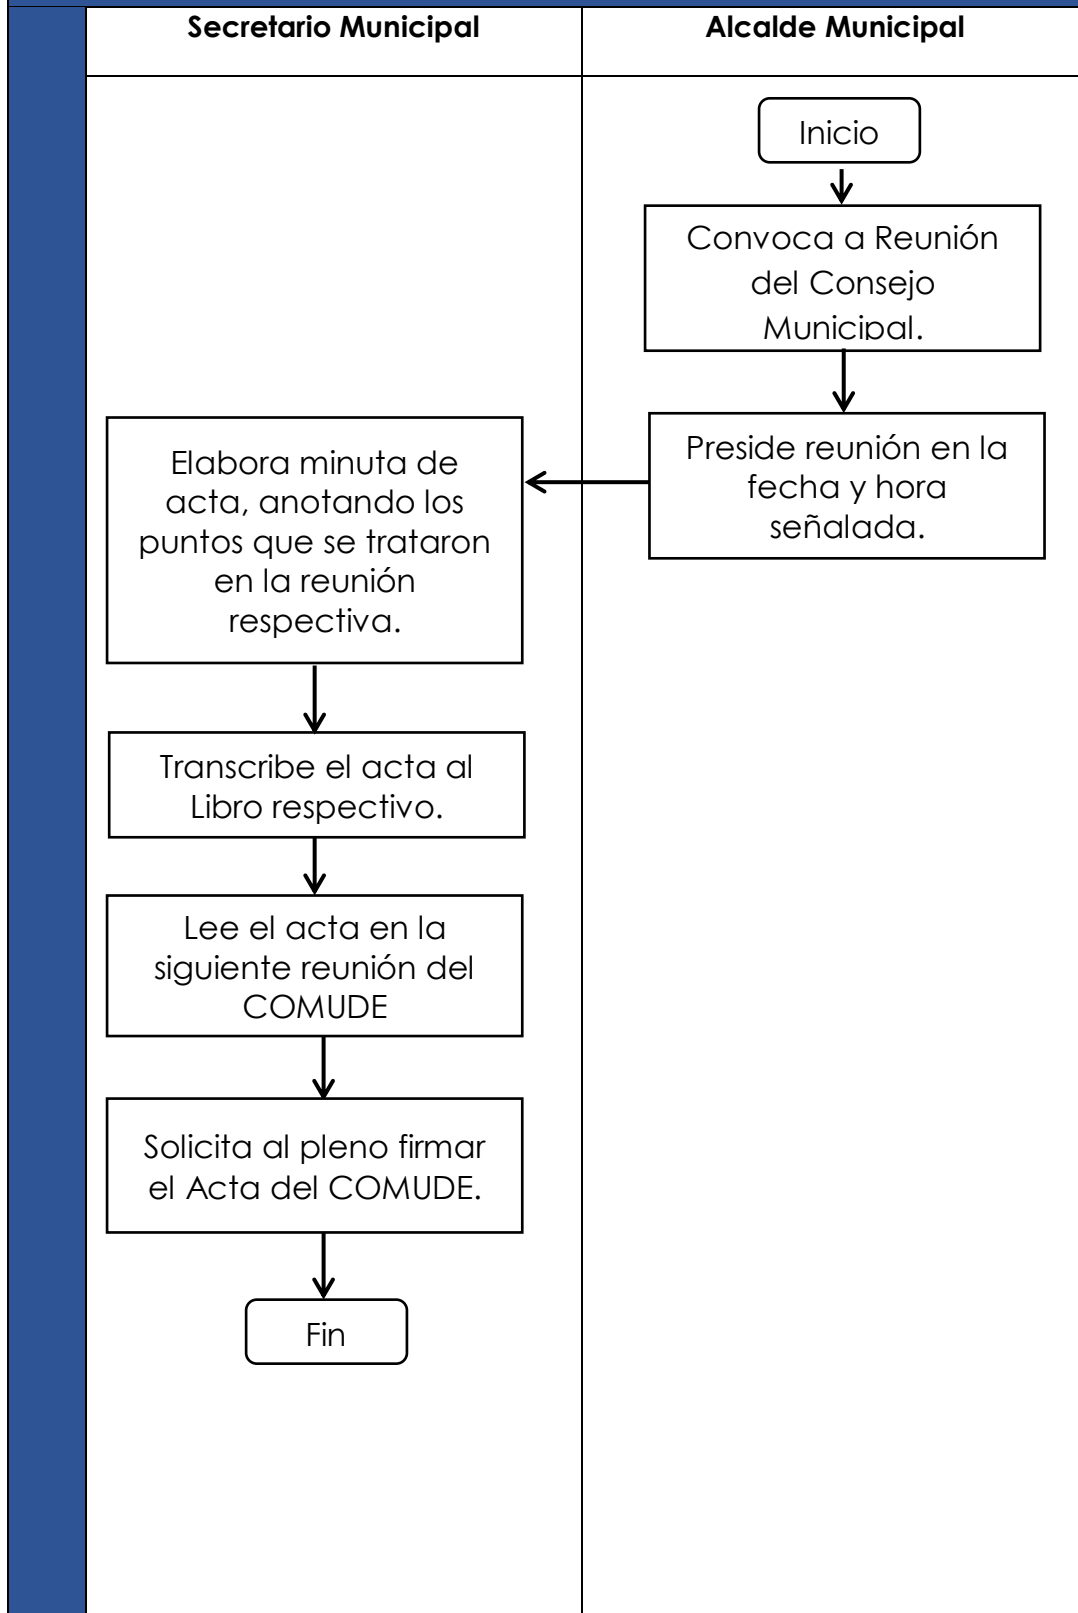 Secretario Municipal
Alcalde Municipal
Inicio
Convoca a Reunión
del Consejo
Municipal.
Preside reunión en la
fecha y hora
señalada.
Elabora minuta de
acta, anotando los
puntos que se trataron
en la reunión
respectiva.
Transcribe el acta al
Libro respectivo.
Lee el acta en la
siguiente reunión del
COMUDE
Solicita al pleno firmar
el Acta del COMUDE.
Fin